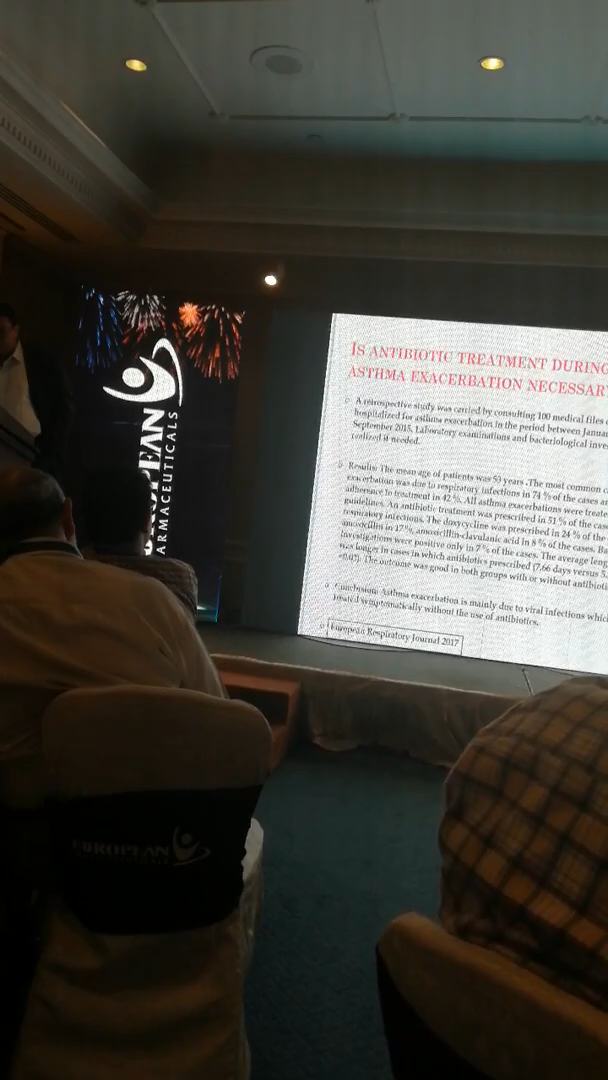 EUROPEAN
ARMACEUTICALS
IS ANTIBIOTIC TREATMENT DURING
ASTHMA EXACERBATION NECESSAR
A retrospective study was carried by consulting 100 medical files
hospitalized for asthma exacerbation in the period between Janua
September 2015. Laboratory examinations and bacteriological inve
realized if needed.
Results: The mean age of patients was 53 years .The most common
exacerbation was due to respiratory infections in 74 % of the cases
adherence to treatment in 42 %. All asthma exacerbations were treate
guidelines. An antibiotic treatment was prescribed in 51 % of the cas
respiratory infections. The doxycycline was prescribed in 24 % of the
amoxicillin in 17%, amoxicillin-clavulanic acid in 8 % of the cases. Ba
investigations were positive only in 7 % of the cases. The average leng
was longer in cases in which antibiotics prescribed (7.66 days versus 5.
The outcome was good in both groups with or without antibioti
Conclusion: Asthma exacerbation is mainly due to viral infections whic
treated symptomatically without the use of antibiotics.
European Respiratory Journal 2017
EUROPEAN